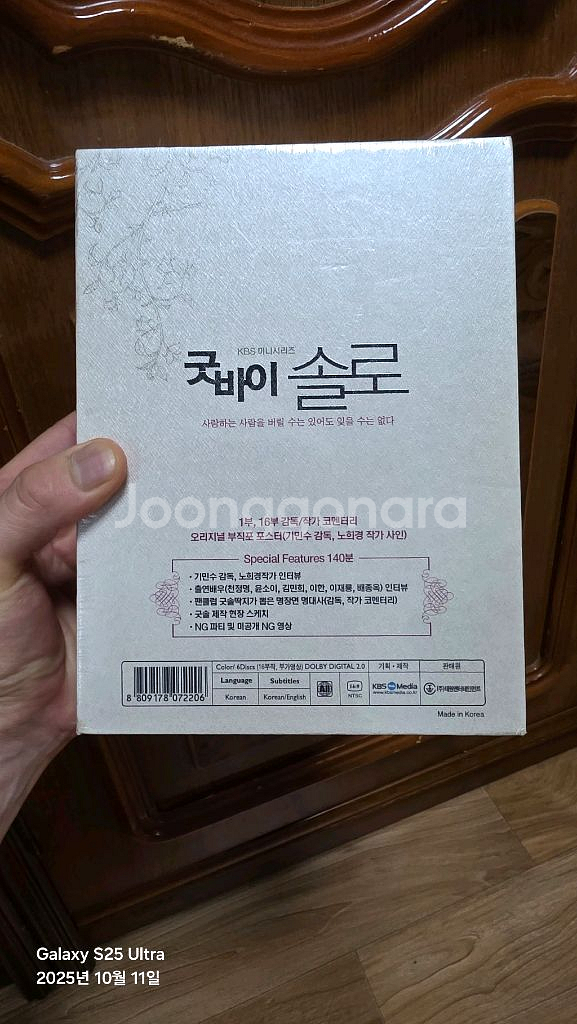 KBS 미니시리즈
굿바이 솔로
사랑하는 사람을 버릴 수는 있어도 잊을 수는 없다
Joonggonara
1부, 16부 감독/작가 코멘터리
오리지널 부직포 포스터(기민수 감독, 노희경 작가 사인)
Special Features 140분
· 기민수 감독, 노희경작가 인터뷰
· 출연배우(천정명, 윤소이, 김민희, 이한, 이재룡, 배종옥) 인터뷰
· 팬클럽 굿솔딱지가 뽑은 명장면 명대사(감독, 작가 코멘터리)
· 굿솔 제작 현장 스케치
· NG 파티 및 미공개 NG 영상
8 809178 072206
Color/ 6Discs (16부작, 부가영상) DOLBY DIGITAL 2.0
기획 · 제작
판매원
Language
Subtitles
Korean
Korean/English
All
16:9
NTSC
KBS Media
www.kbsmedia.co.kr
Made in Korea
Galaxy S25 Ultra
2025년 10월 11일